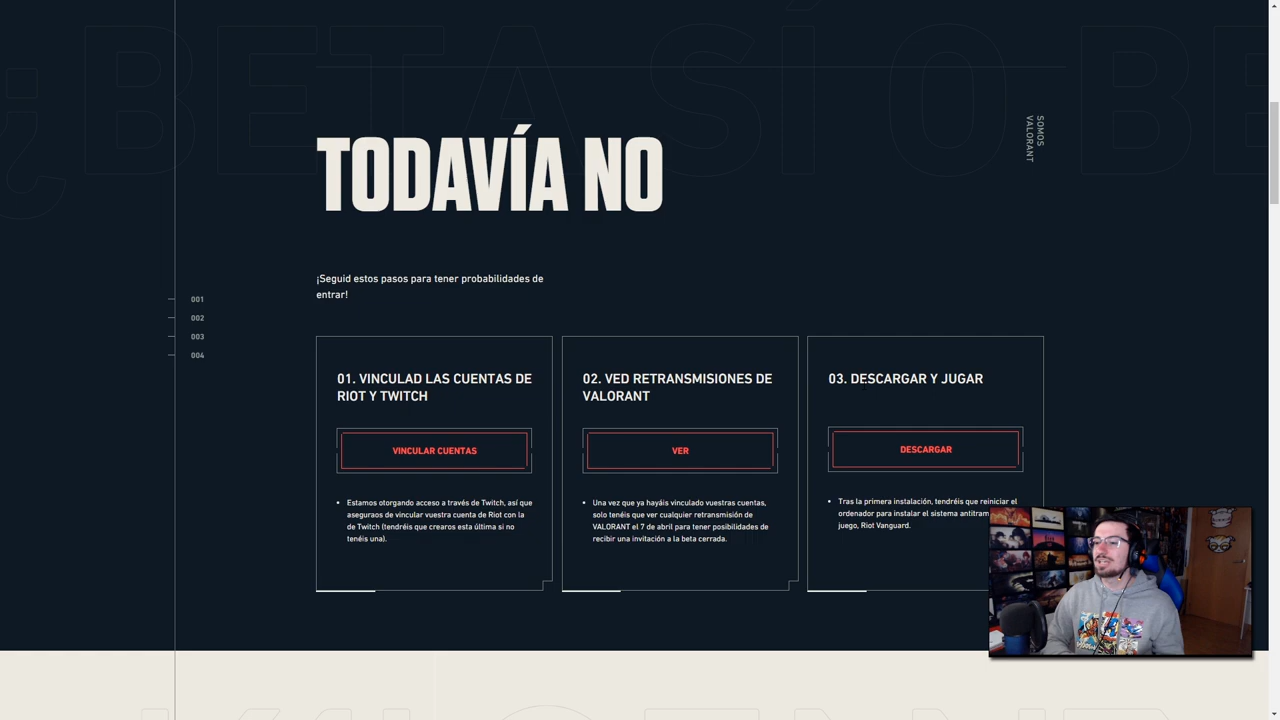 ¿BETA SÍ O BE
SOMOS
VALORANT
TODAVÍA NO
¡Seguid estos pasos para tener probabilidades de
entrar!
001
002
003
004
01. VINCULAD LAS CUENTAS DE
RIOT Y TWITCH
VINCULAR CUENTAS
Estamos otorgando acceso a través de Twitch, así que
aseguraos de vincular vuestra cuenta de Riot con la
de Twitch (tendréis que crearos esta última si no
tenéis una).
02. VED RETRANSMISIONES DE
VALORANT
VER
Una vez que ya hayáis vinculado vuestras cuentas,
solo tenéis que ver cualquier retransmisión de
VALORANT el 7 de abril para tener posibilidades de
recibir una invitación a la beta cerrada.
03. DESCARGAR Y JUGAR
DESCARGAR
Tras la primera instalación, tendréis que reiniciar el
ordenador para instalar el sistema
juego, Riot Vanguard.